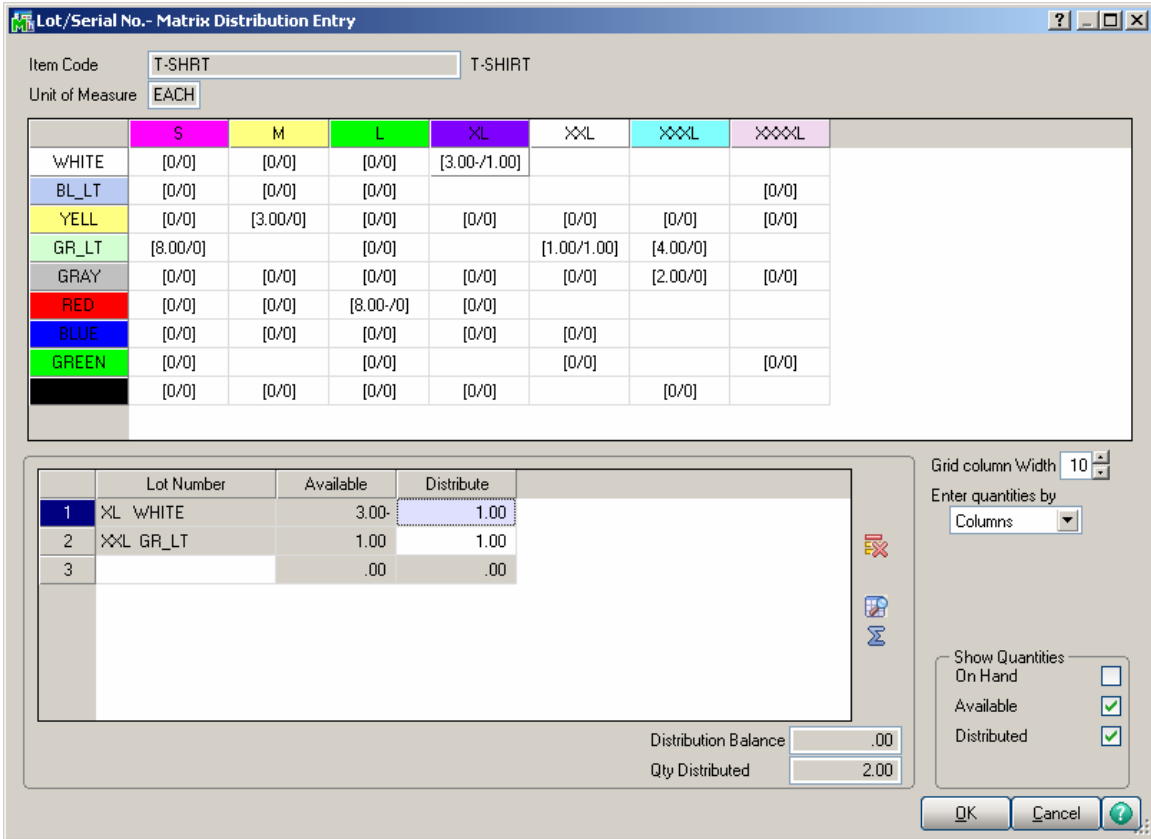 Lot/Serial No.- Matrix Distribution Entry
Item Code T-SHRT T-SHIRT
Unit of Measure EACH
S M L XL XXL XXXL XXXXL
WHITE [0/0] [0/0] [0/0] [3.00-/1.00]
BL_LT [0/0] [0/0] [0/0] [0/0]
YELL [0/0] [3.00/0] [0/0] [0/0] [0/0] [0/0] [0/0]
GR_LT [8.00/0] [0/0] [1.00/1.00] [4.00/0]
GRAY [0/0] [0/0] [0/0] [0/0] [0/0] [2.00/0] [0/0]
RED [0/0] [0/0] [8.00-/0] [0/0]
BLUE [0/0] [0/0] [0/0] [0/0] [0/0]
GREEN [0/0] [0/0] [0/0] [0/0]
[0/0] [0/0] [0/0] [0/0] [0/0]
Grid column Width 10
Enter quantities by
Columns
Lot Number Available Distribute
1 XL WHITE 3.00- 1.00
2 XXL GR_LT 1.00 1.00
3 .00 .00
Show Quantities
On Hand
Available
Distributed
Distribution Balance .00
Qty Distributed 2.00
OK Cancel